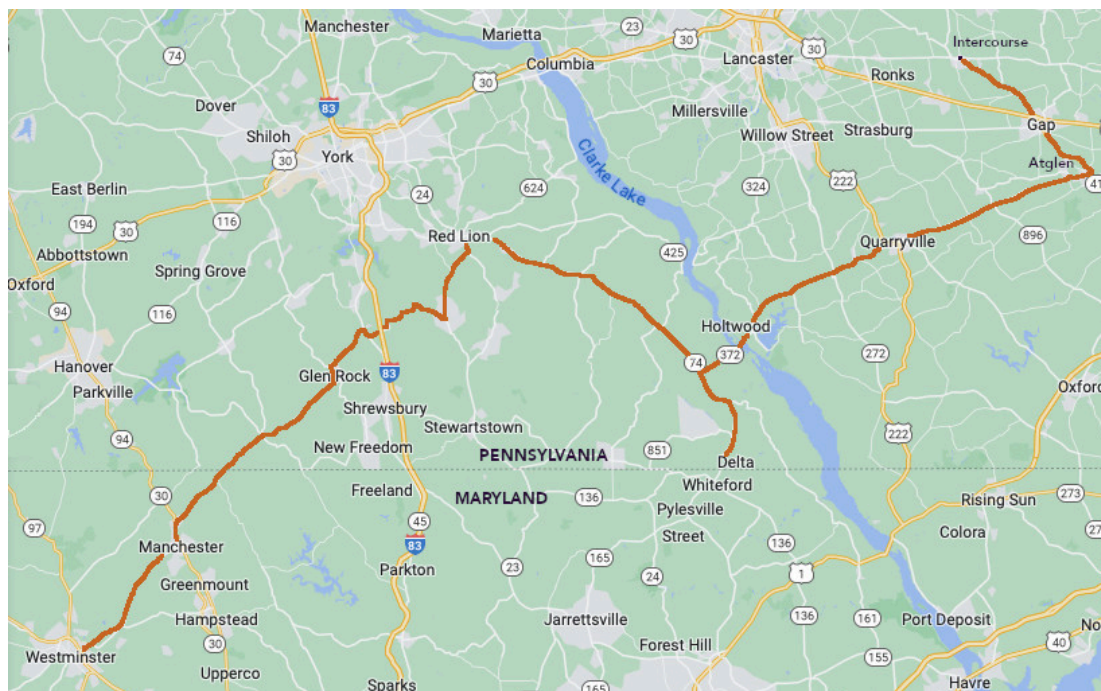 Manchester
Marietta
23
30
30
Intercourse
74
Columbia
Lancaster
Ronks
30
83
Dover
Millersville
Shiloh
Willow Street
Strasburg
Gap
York
30
Clarke Lake
Atglen
East Berlin
24
624
324
222
41
194
30
116
Red Lion
896
Abbottstown
425
Quarryville
Spring Grove
Oxford
94
116
Holtwood
372
272
Hanover
74
Glen Rock
83
Oxford
Parkville
Shrewsbury
Stewartstown
222
94
New Freedom
PENNSYLVANIA
851
Delta
Whiteford
30
Freeland
MARYLAND
136
Rising Sun
273
97
45
Pylesville
Colora
27
Manchester
83
Street
136
Parkton
165
23
24
1
Greenmount
136
161
Hampstead
Jarrettsville
Port Deposit
No
30
Forest Hill
40
Westminster
155
Upperco
Sparks
165
Havre